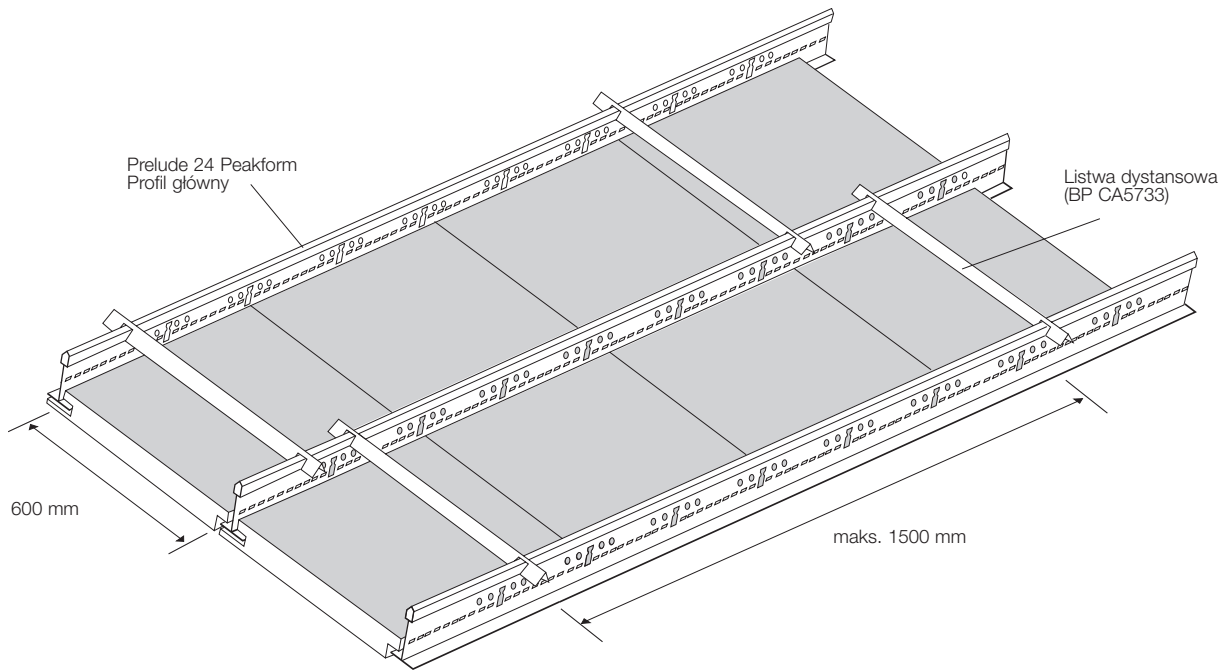 Prelude 24 Peakform
Profil główny
Listwa dystansowa
(BP CA5733)
600 mm
maks. 1500 mm